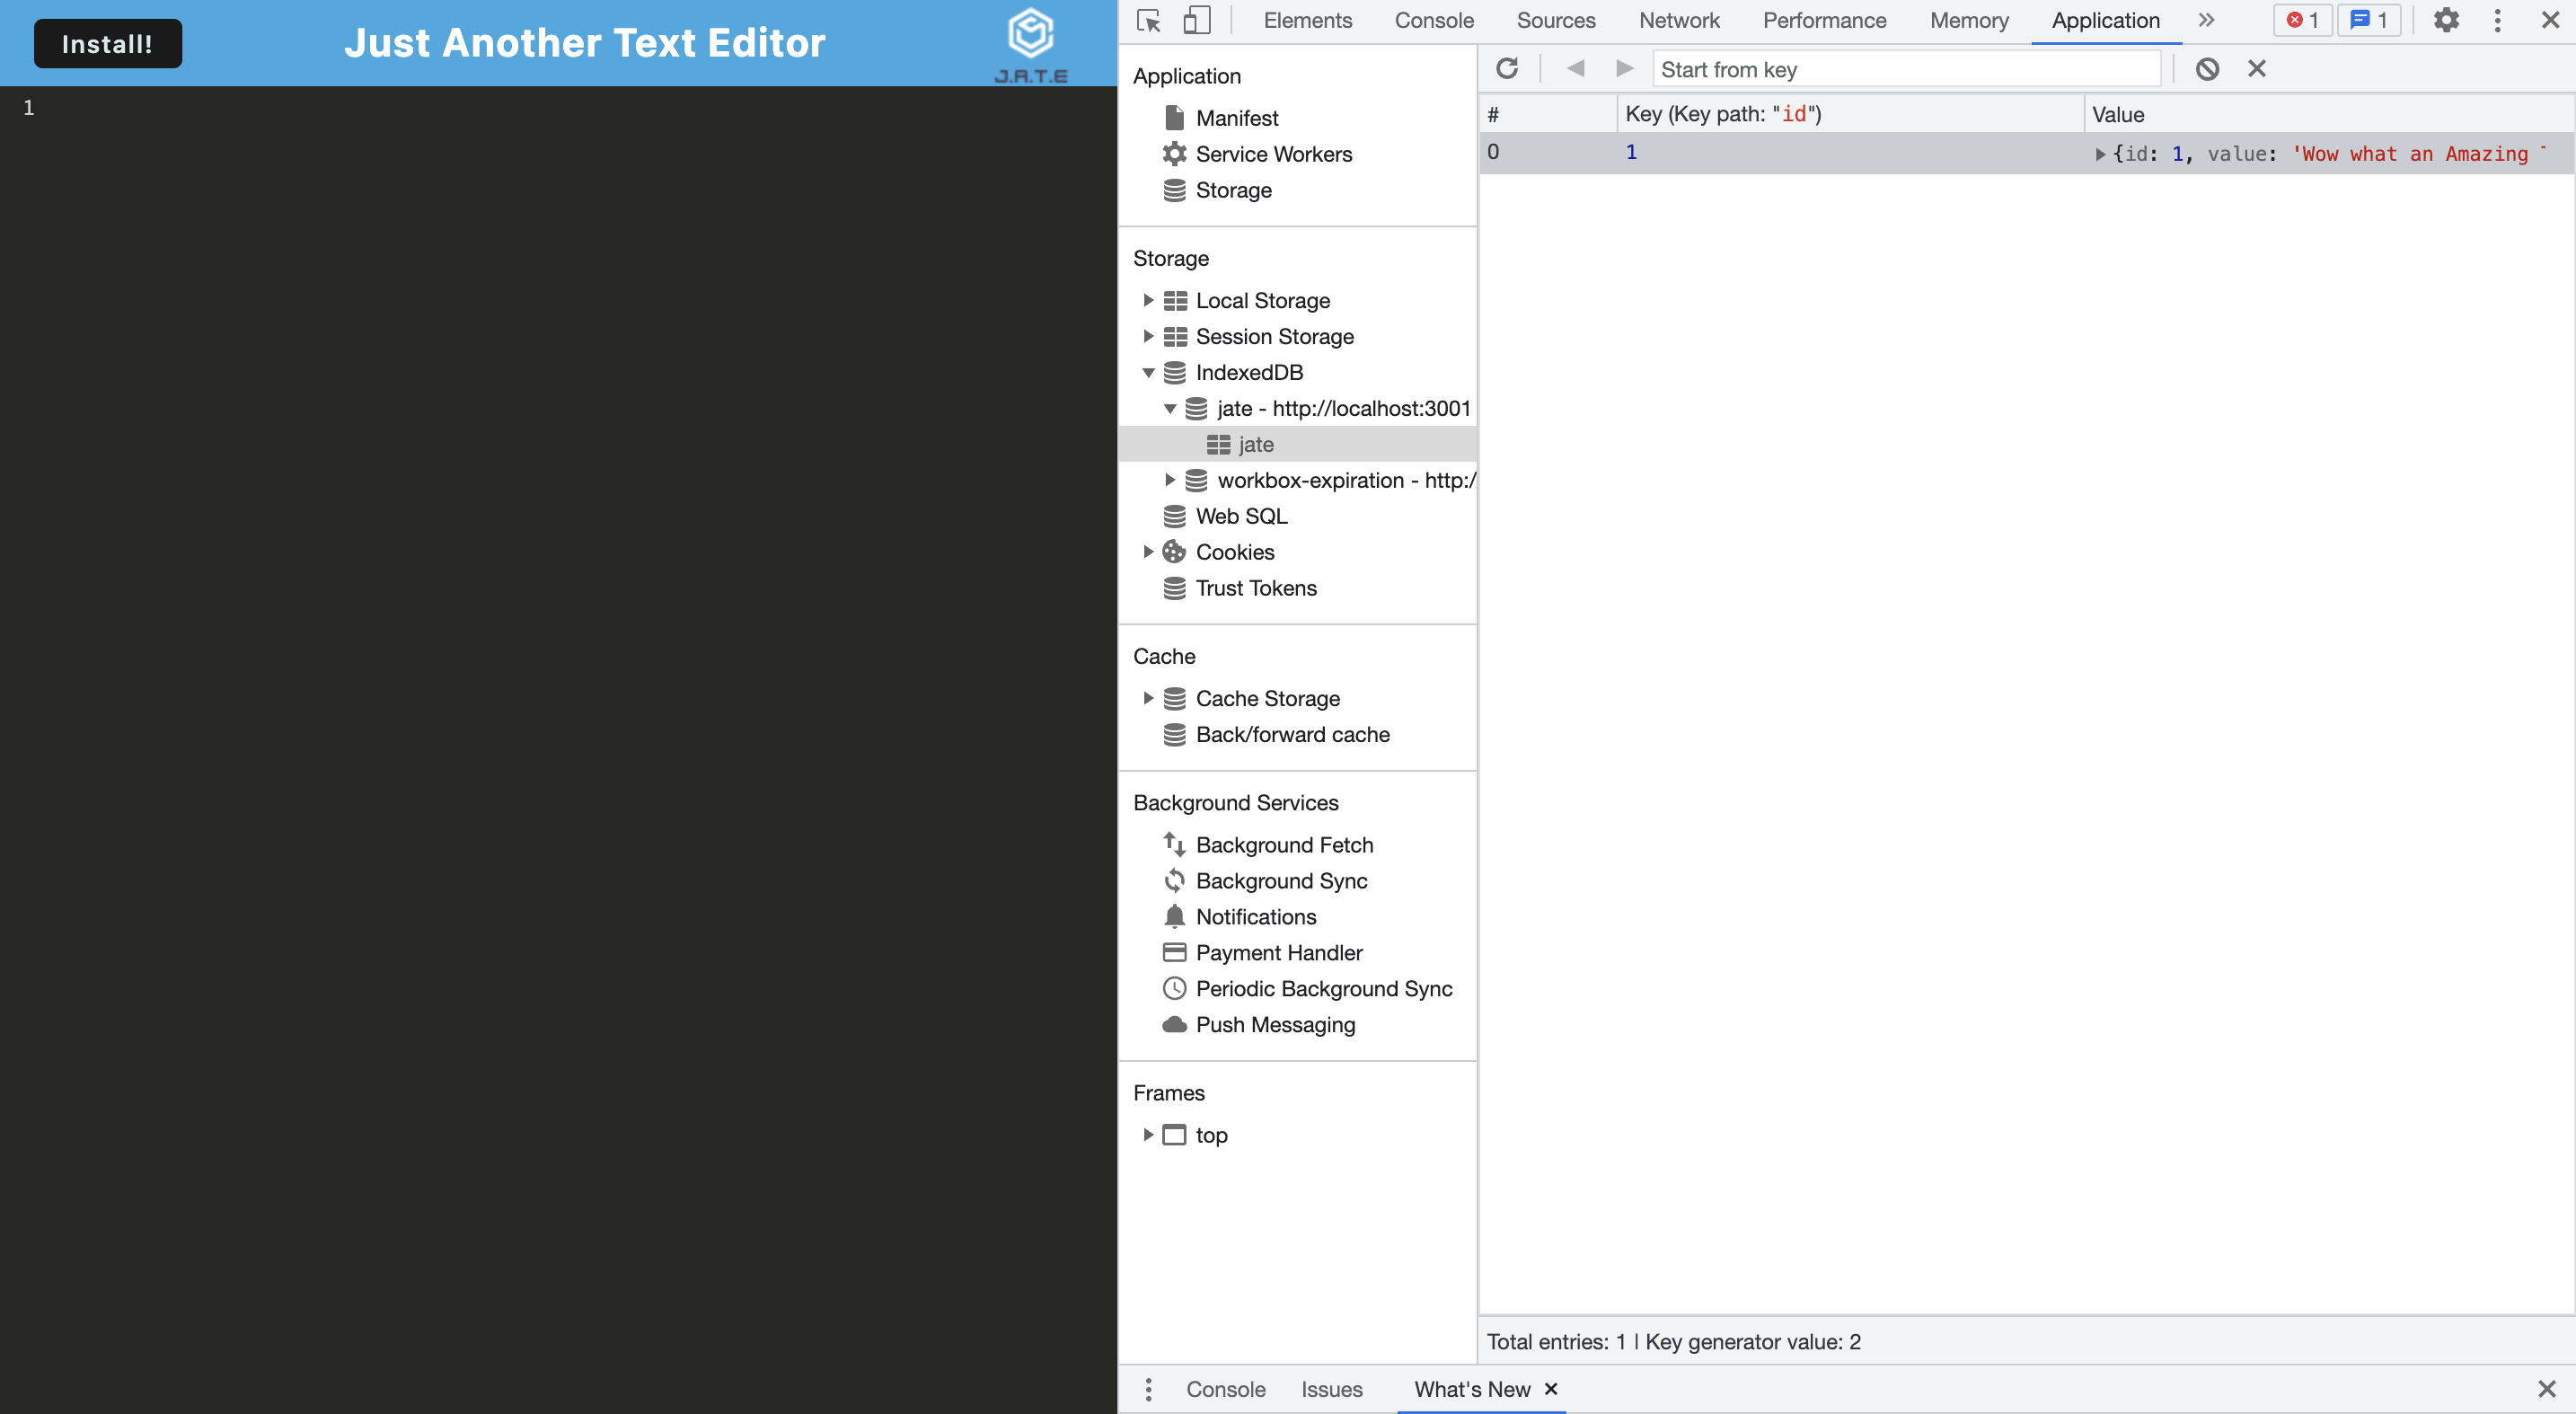 Install!
Just Another Text Editor
J.A.T.E
1
Elements Console Sources Network Performance Memory Application 1 1
Application
Manifest
Service Workers
Storage
Storage
Local Storage
Session Storage
IndexedDB
jate - http://localhost:3001
jate
workbox-expiration - http:/
Web SQL
Cookies
Trust Tokens
Cache
Cache Storage
Back/forward cache
Background Services
Background Fetch
Background Sync
Notifications
Payment Handler
Periodic Background Sync
Push Messaging
Frames
top
Start from key
# Key (Key path: "id") Value
0 1 {id: 1, value: 'Wow what an Amazing
Total entries: 1 | Key generator value: 2
Console Issues What's New